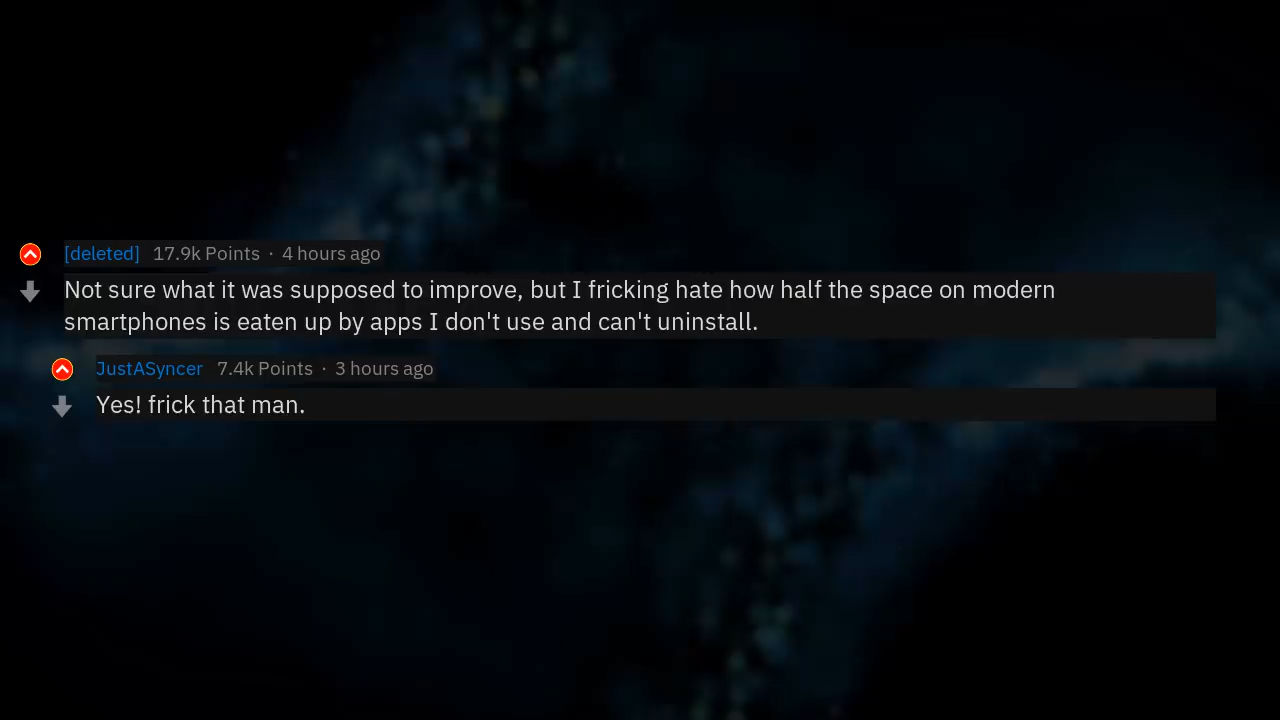 [deleted] 17.9k Points · 4 hours ago
Not sure what it was supposed to improve, but I fricking hate how half the space on modern
smartphones is eaten up by apps I don't use and can't uninstall.
JustASyncer 7.4k Points · 3 hours ago
Yes! frick that man.